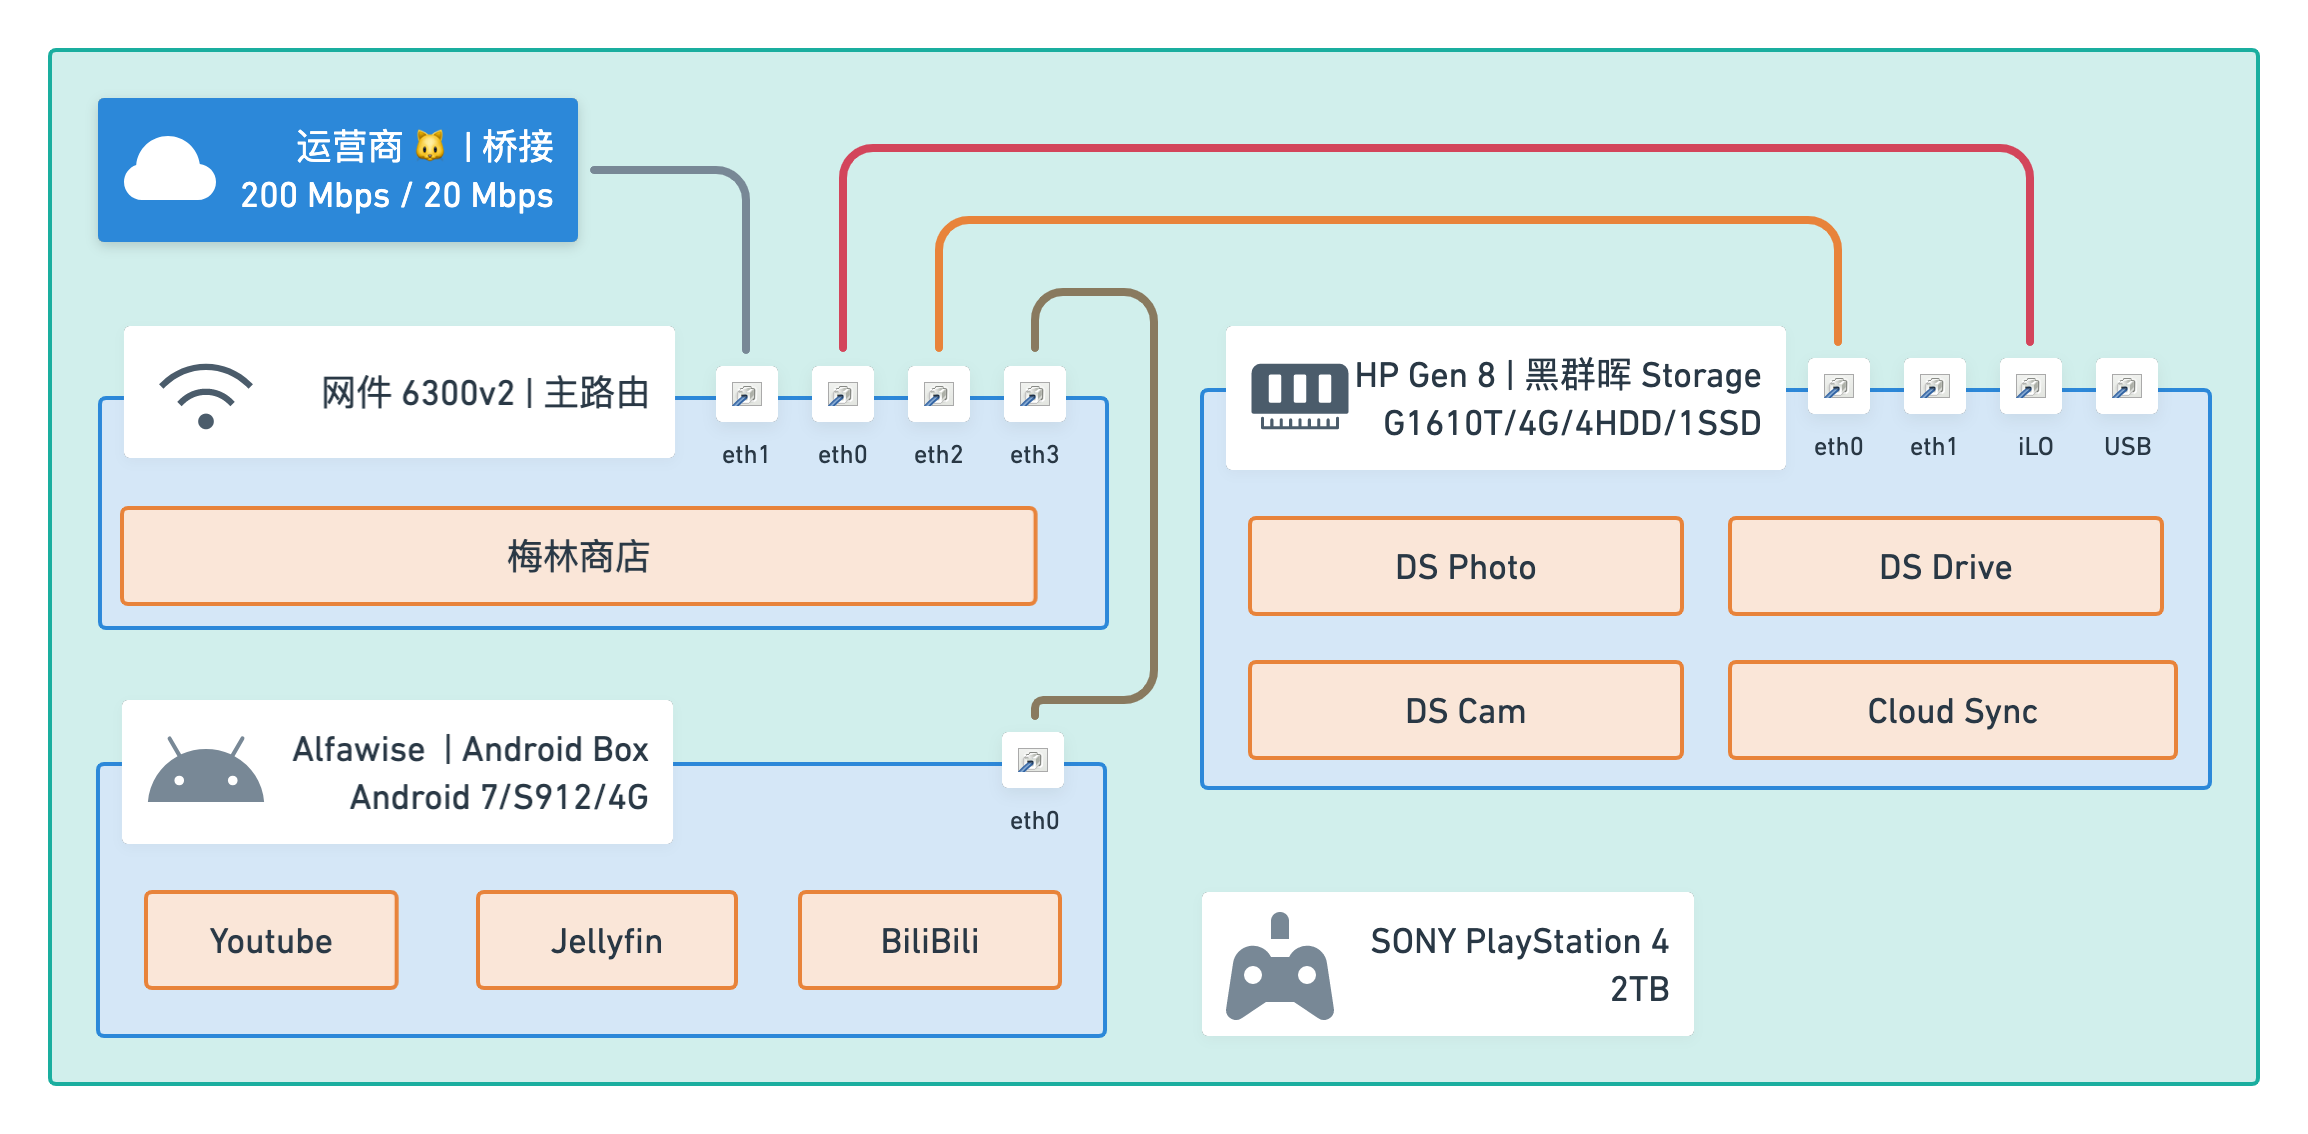 运营商 🐱 | 桥接
200 Mbps / 20 Mbps
网件 6300v2 | 主路由
eth1
eth0
eth2
eth3
梅林商店
HP Gen 8 | 黑群晖 Storage
G1610T/4G/4HDD/1SSD
eth0
eth1
iLO
USB
DS Photo
DS Drive
DS Cam
Cloud Sync
Alfawise | Android Box
Android 7/S912/4G
eth0
Youtube
Jellyfin
BiliBili
SONY PlayStation 4
2TB